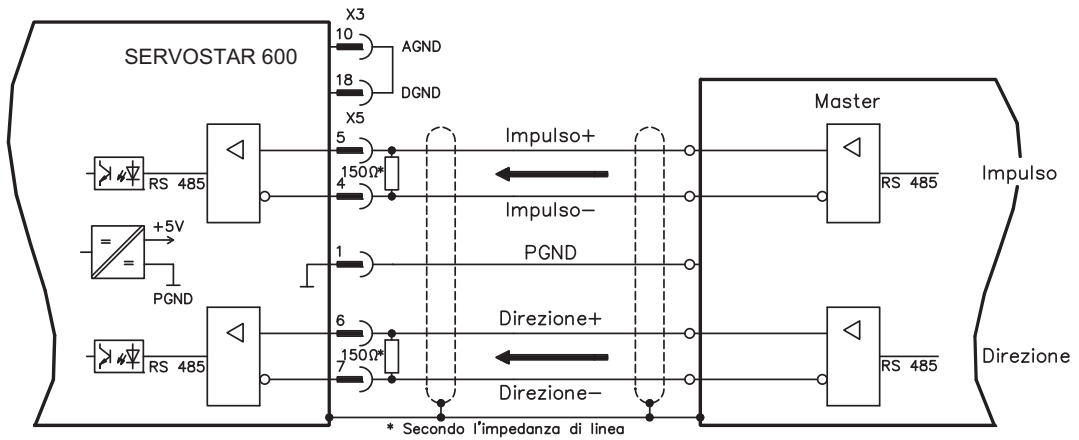 X3
10
AGND
SERVOSTAR 600
18
DGND
X5
Master
5
Impulso+
150Ω*
RS 485
RS 485
Impulso
4
Impulso–
+5V
1
PGND
PGND
6
Direzione+
150Ω*
RS 485
RS 485
Direzione
7
Direzione–
* Secondo l'impedanza di linea